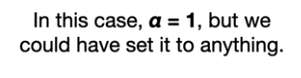 In this case, α = 1, but we
could have set it to anything.